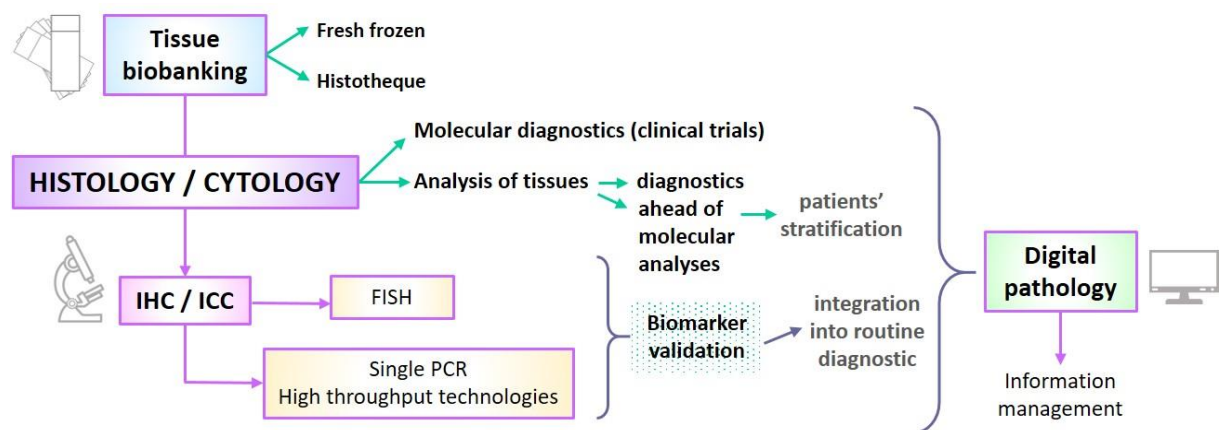 Tissue
biobanking
Fresh frozen
Histotheque
HISTOLOGY / CYTOLOGY
Molecular diagnostics (clinical trials)
Analysis of tissues
diagnostics
ahead of
molecular
analyses
patients'
stratification
IHC / ICC
FISH
Single PCR
High throughput technologies
Biomarker
validation
integration
into routine
diagnostic
Digital
pathology
Information
management